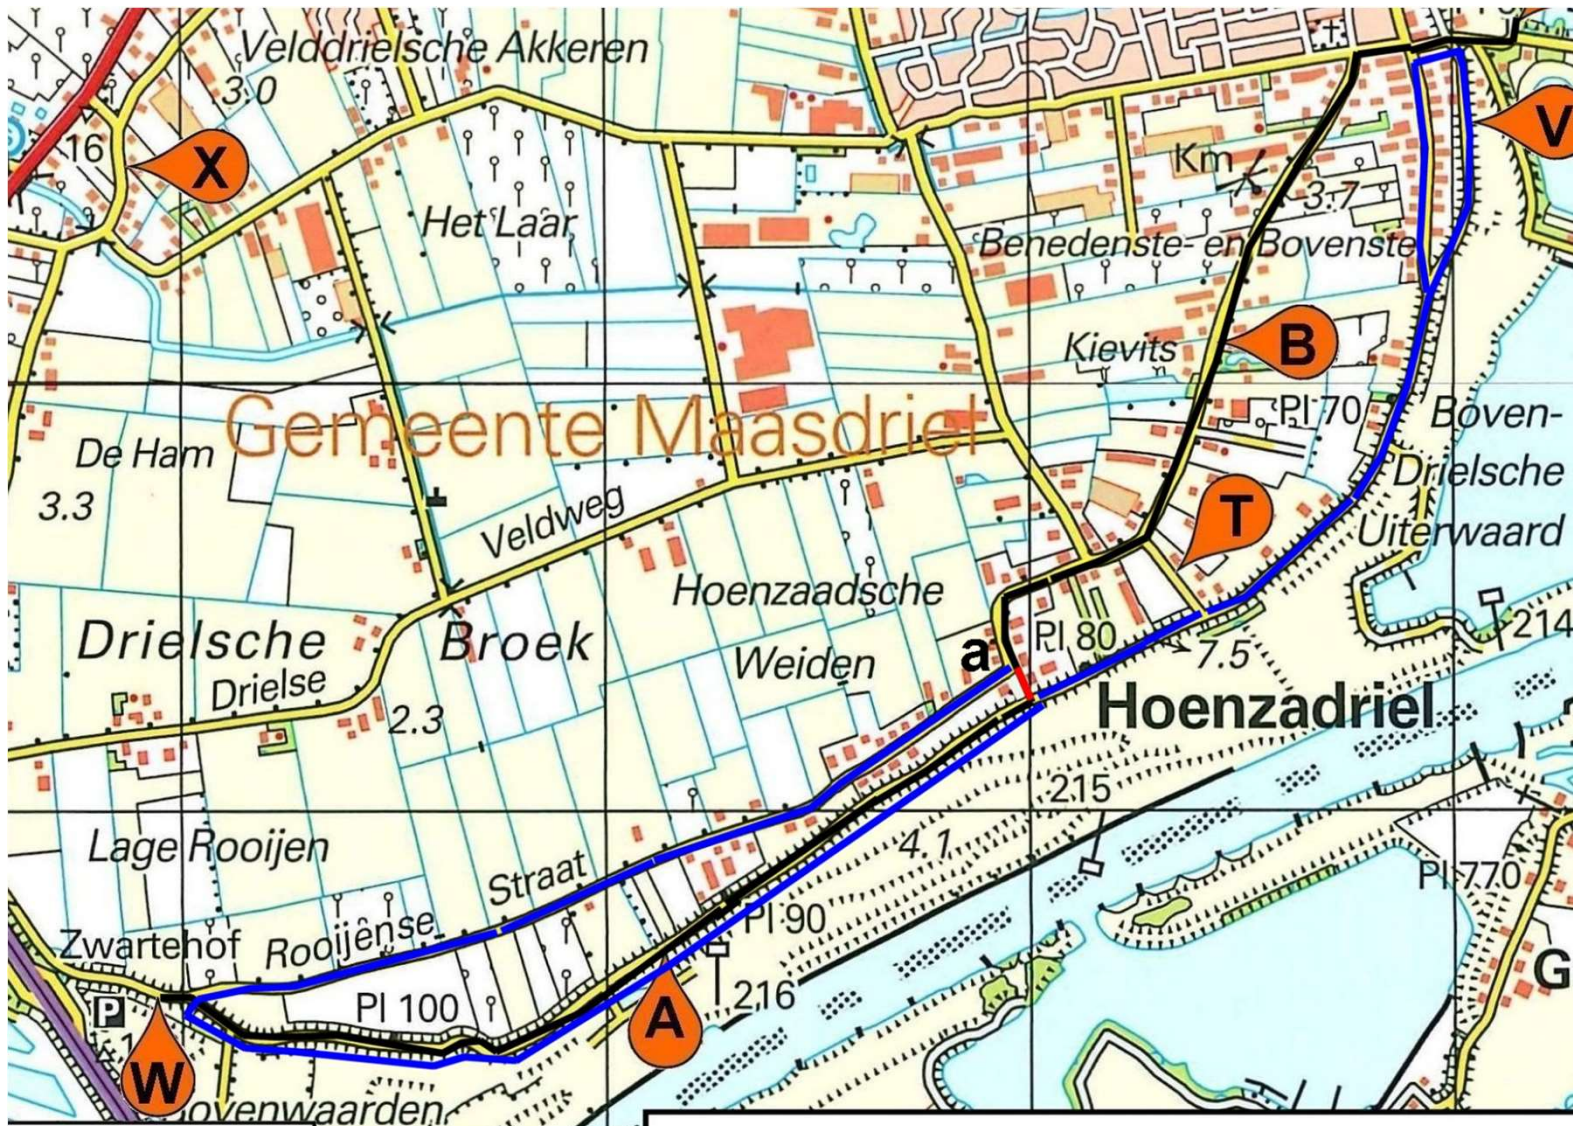 Velddrielsche Akkeren
3.0
16
X
V
Km
3.7
Het Laar
Benedenste- en Bovenste
Kievits
B
Gemeente Maasdriel
Pl 70
Boven-
De Ham
Drielsche
3.3
Veldweg
T
Uiterwaard
Hoenzaadsche
Drielsche Broek
a
Pl 80
214
Weiden
7.5
Drielse
2.3
Hoenzadriel
215
Lage Rooijen
4.1
Straat
Pl 770
Pl 90
Zwartehof
Rooijense
G
216
P
Pl 100
A
W
ovenwaarden